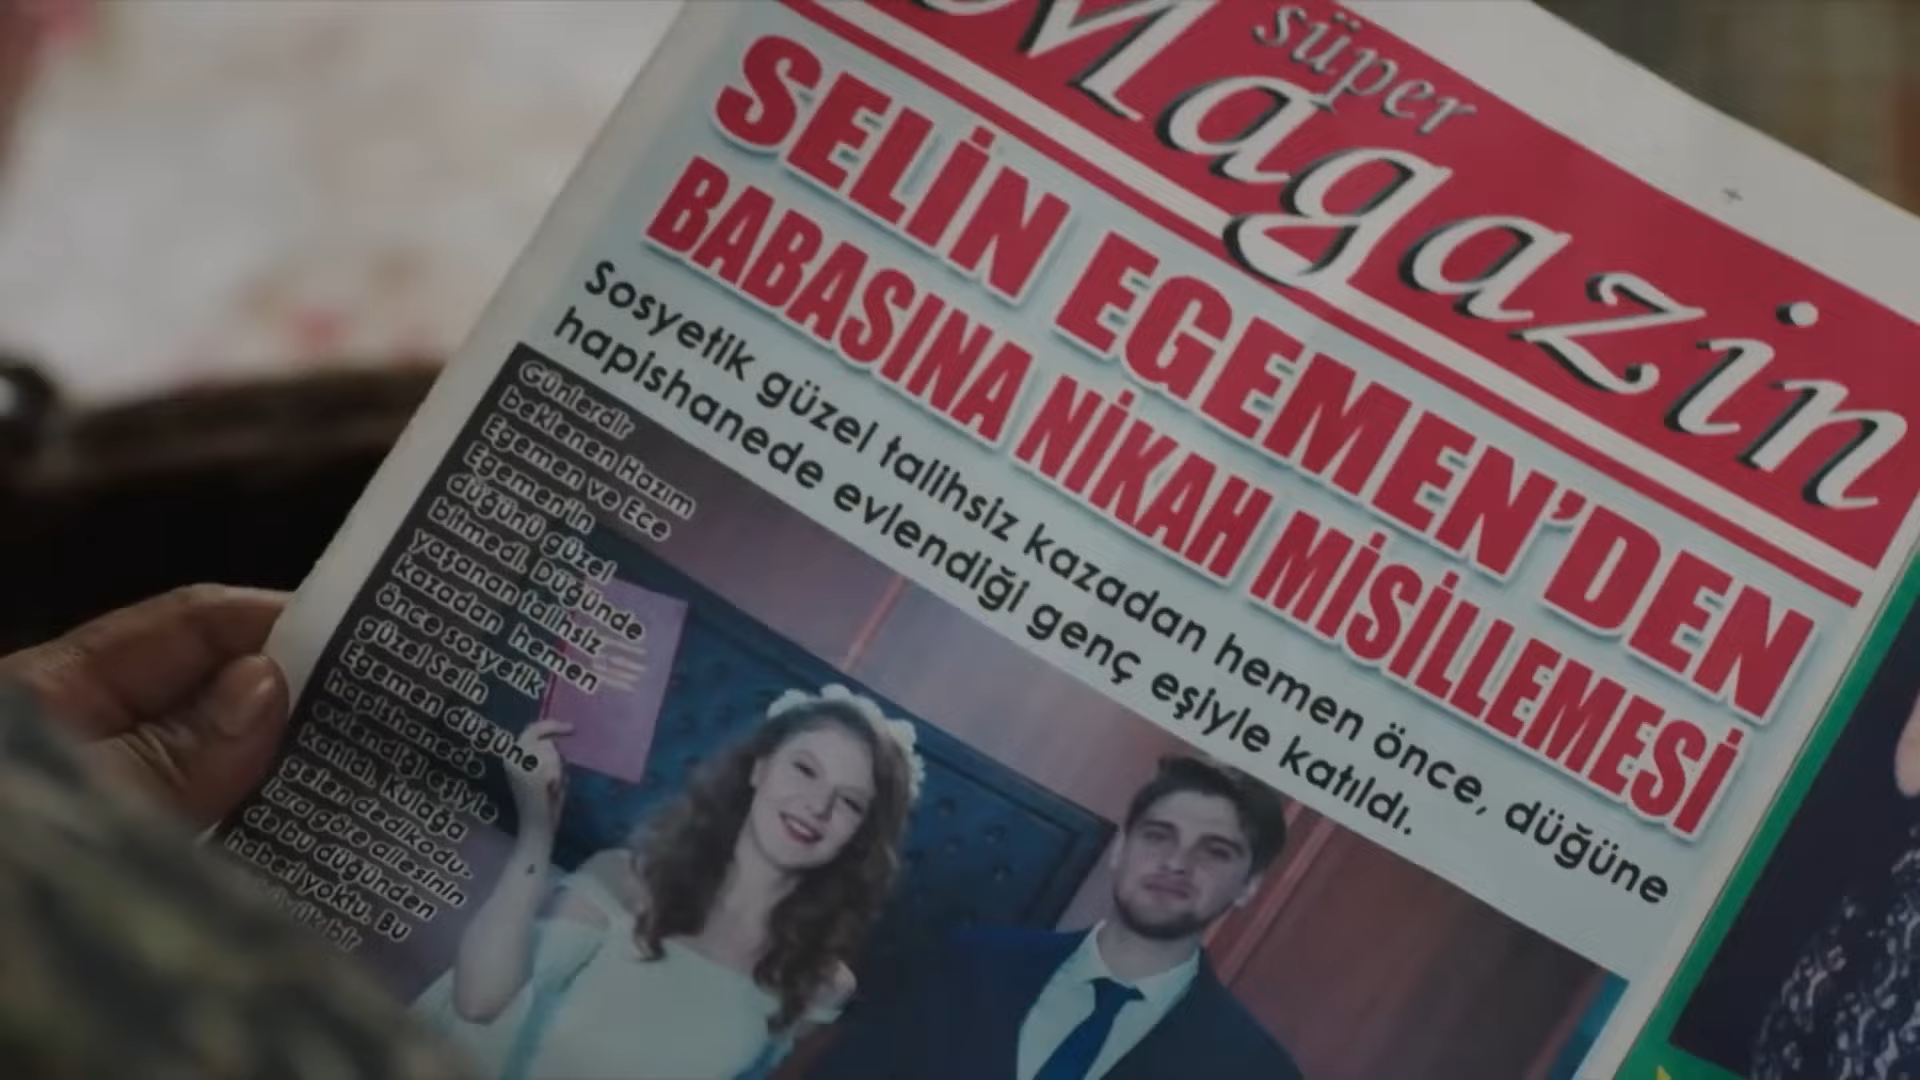 süper
Magazin
SELİN EGEMEN'DEN
BABASINA NİKAH MİSİLLEMESİ
Sosyetik güzel talihsiz kazadan hemen önce, düğüne
hapishanede evlendiği genç eşiyle katıldı.
Günlerdir
beklenen Hazım
Egemen ve Ece
Egemen'in
düğünü güzel
bitmedi. Düğünde
yaşanan talihsiz
kazadan hemen
önce sosyetik
güzel Selin
Egemen düğüne
hapishanede
evlendiği eşiyle
katıldı. Kulağa
gelen dedikodu-
lara göre ailesinin
de bu düğünden
haberi yoktu. Bu
bir